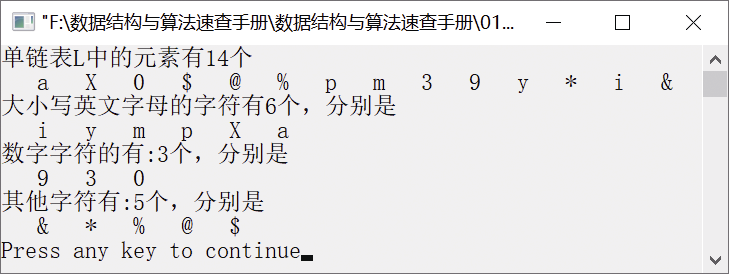 "F:\数据结构与算法速查手册\数据结构与算法速查手册\01...
单链表L中的元素有14个
a X 0 $ @ % p m 3 9 y * i &
大小写英文字母的字符有6个，分别是
i y m p X a
数字字符的有:3个，分别是
9 3 0
其他字符有:5个，分别是
& * % @ $
Press any key to continue